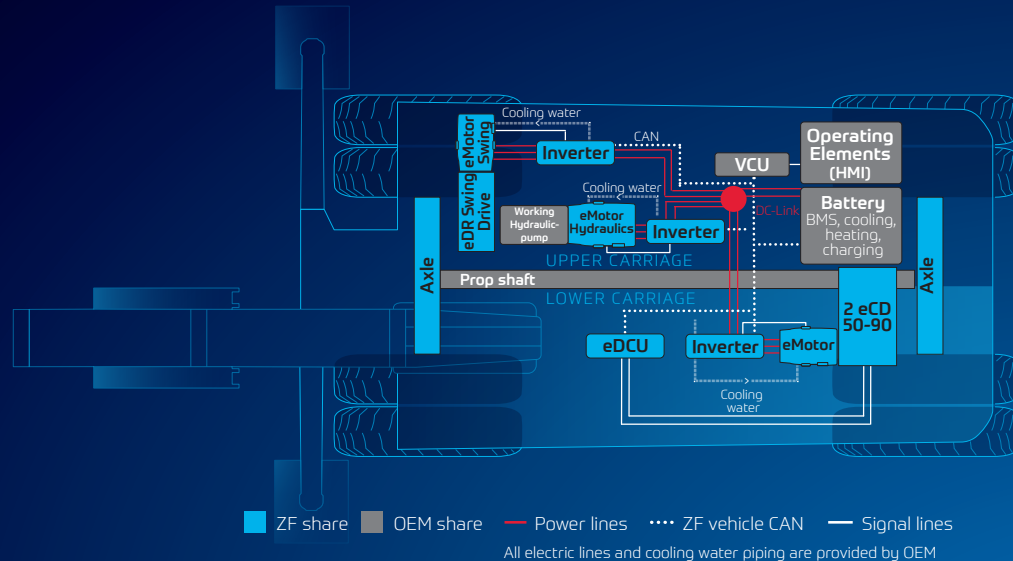 Cooling water
CAN
eMotor
Swing
Inverter
VCU
Operating
Elements
(HMI)
eDR Swing
Drive
Cooling water
Working
Hydraulic-
pump
eMotor
Hydraulics
Inverter
DC-Link
Battery
BMS, cooling,
heating,
charging
UPPER CARRIAGE
Axle
Prop shaft
Axle
LOWER CARRIAGE
2 eCD
50-90
eDCU
Inverter
eMotor
Cooling
water
ZF share
OEM share
Power lines
ZF vehicle CAN
Signal lines
All electric lines and cooling water piping are provided by OEM